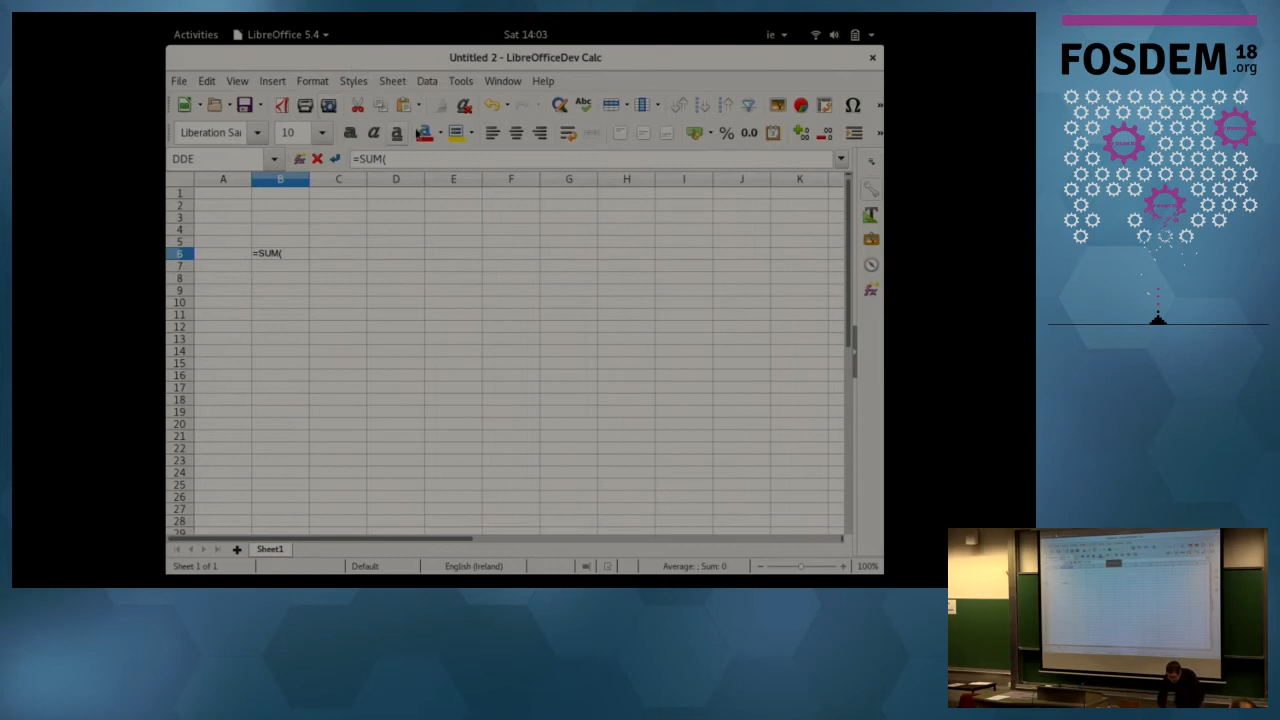 Activities LibreOffice 5.4 Sat 14:03 ie
Untitled 2 - LibreOfficeDev Calc
File Edit View Insert Format Styles Sheet Data Tools Window Help
Abc Ω
Liberation Sai 10 a a a % 0.0
DDE =SUM(
A B C D E F G H I J K
1
2
3
4
5
6 =SUM(
7
8
9
10
11
12
13
14
15
16
17
18
19
20
21
22
23
24
25
26
27
28
29
Sheet1
Sheet 1 of 1 Default English (Ireland) Average: ; Sum: 0 100%
FOSDEM 18
.org